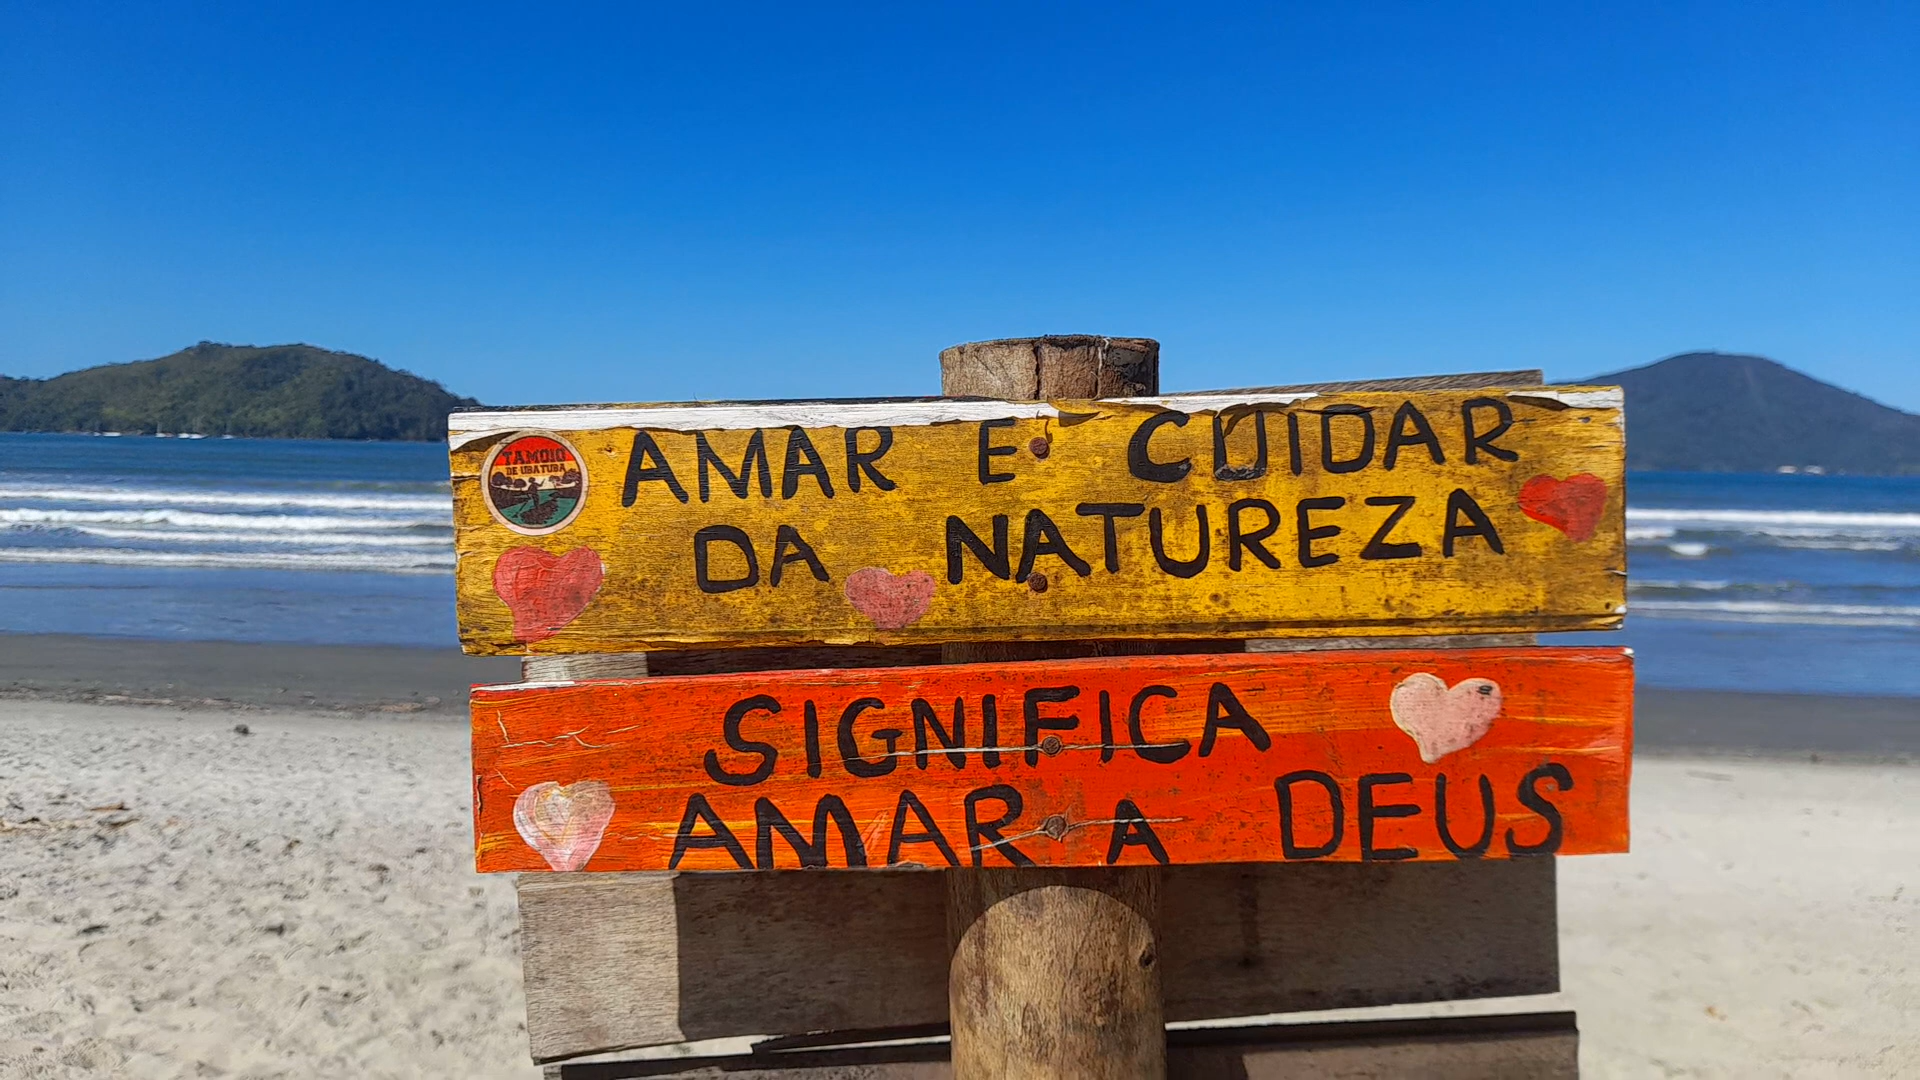 TAMOIO
DE UBATUBA
AMAR E CUIDAR
DA NATUREZA
SIGNIFICA
AMAR A DEUS